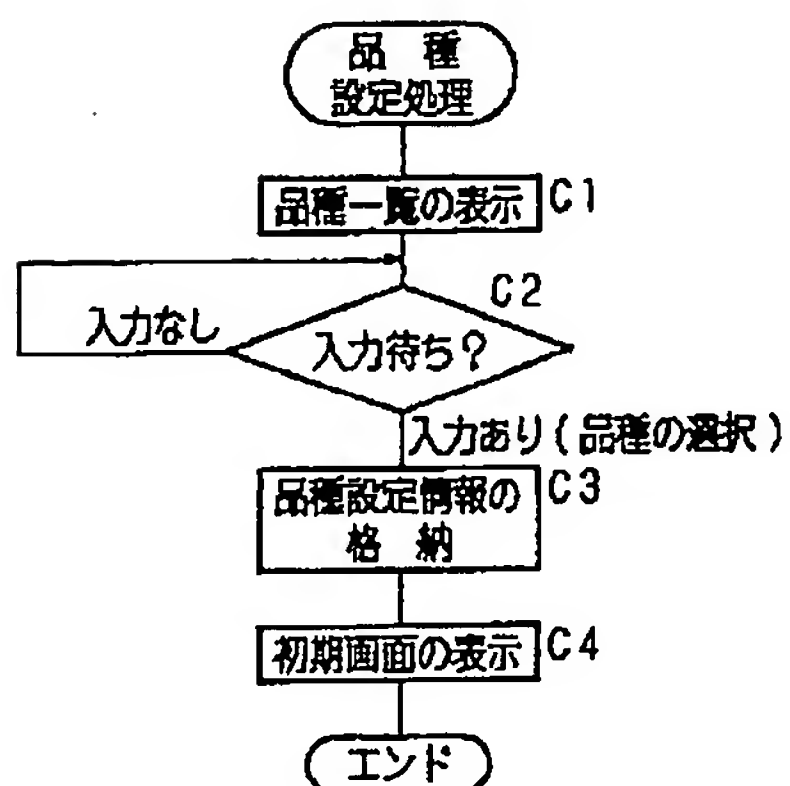 品 種
設定処理
品種一覧の表示 C1
C2
入力なし
入力待ち?
入力あり(品種の選択)
品種設定情報の C3
格 納
初期画面の表示 C4
エンド